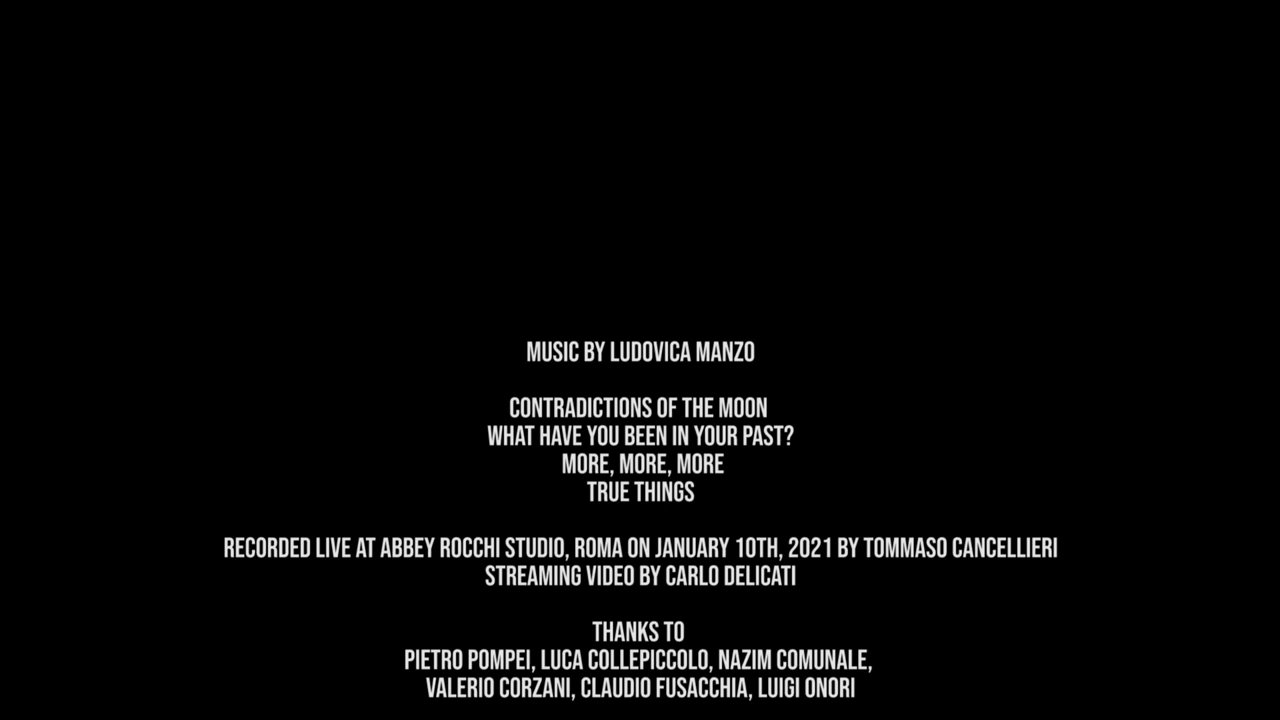 MUSIC BY LUDOVICA MANZO
CONTRADICTIONS OF THE MOON
WHAT HAVE YOU BEEN IN YOUR PAST?
MORE, MORE, MORE
TRUE THINGS
RECORDED LIVE AT ABBEY ROCCHI STUDIO, ROMA ON JANUARY 10TH, 2021 BY TOMMASO CANCELLIERI
STREAMING VIDEO BY CARLO DELICATI
THANKS TO
PIETRO POMPEI, LUCA COLLEPICCOLO, NAZIM COMUNALE,
VALERIO CORZANI, CLAUDIO FUSACCHIA, LUIGI ONORI